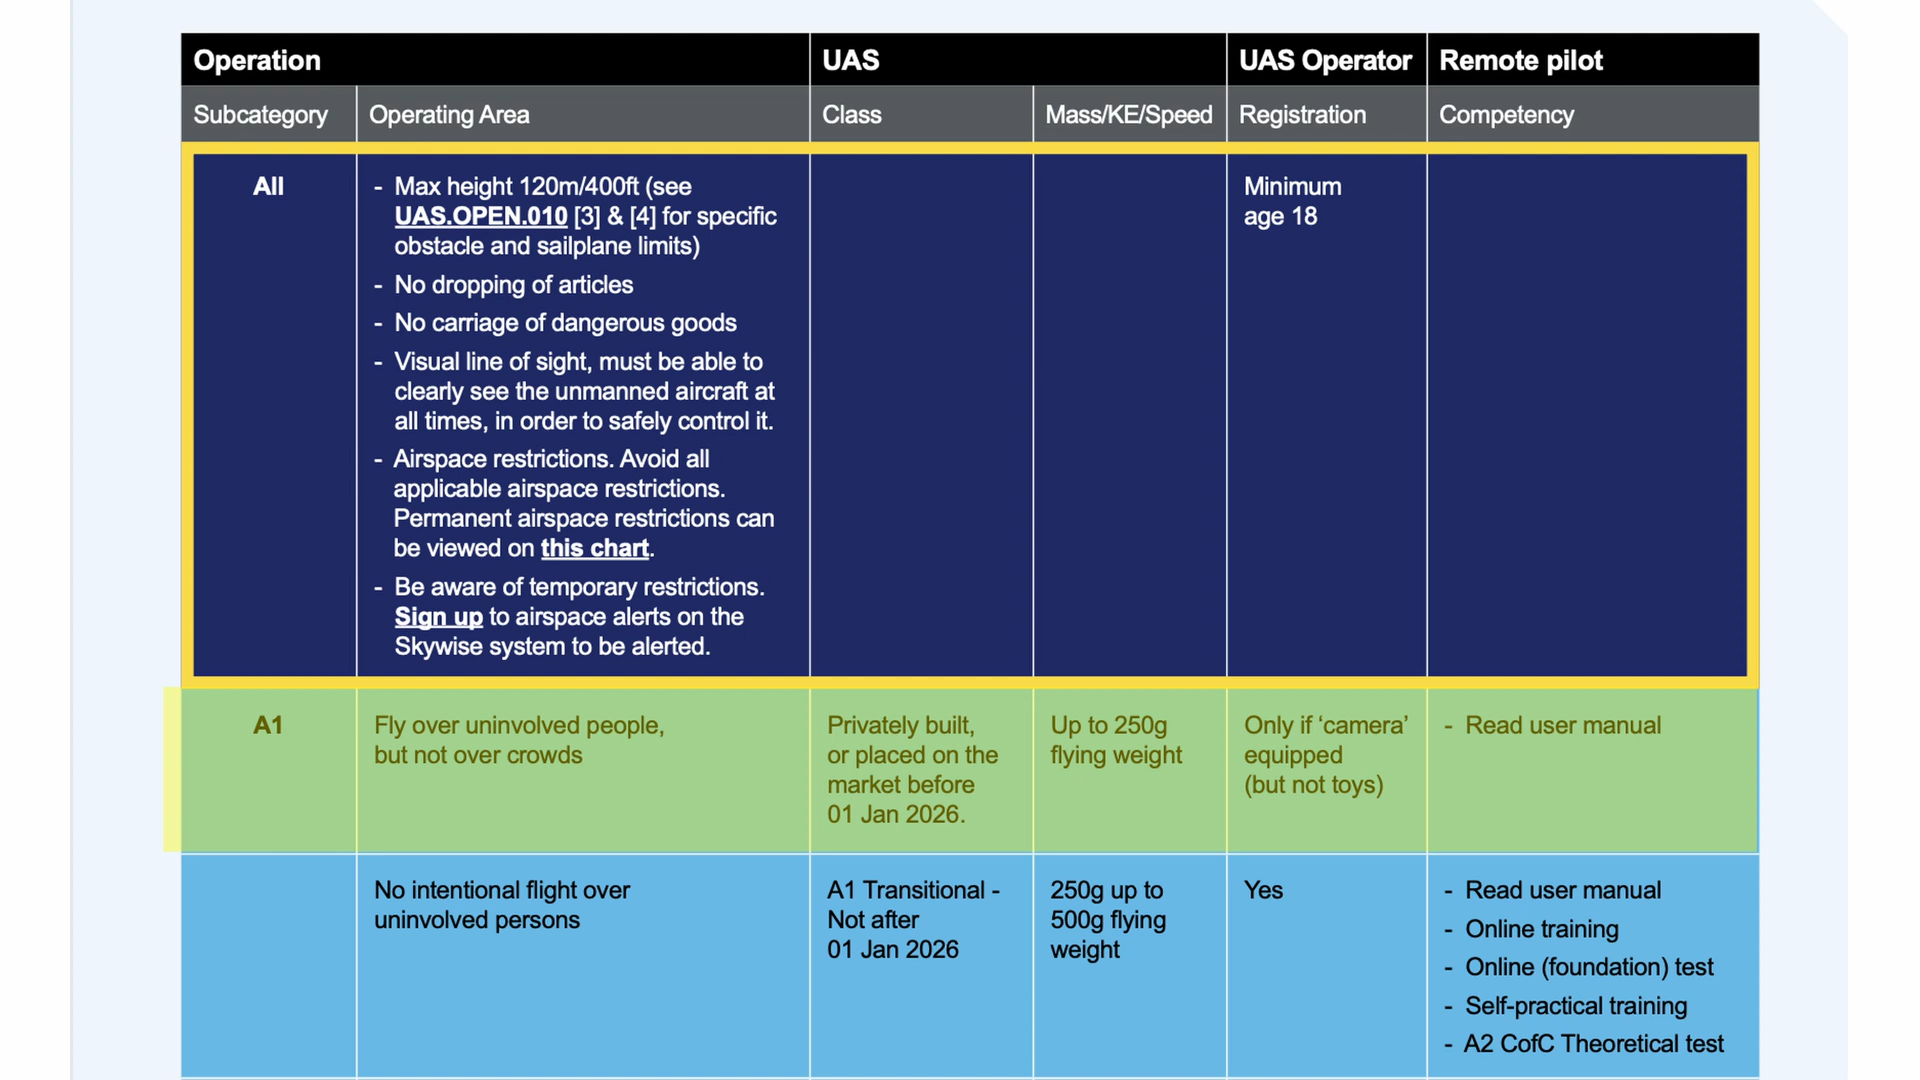 Operation UAS UAS Operator Remote pilot
Subcategory Operating Area Class Mass/KE/Speed Registration Competency
All
- Max height 120m/400ft (see
UAS.OPEN.010 [3] & [4] for specific
obstacle and sailplane limits)
- No dropping of articles
- No carriage of dangerous goods
- Visual line of sight, must be able to
clearly see the unmanned aircraft at
all times, in order to safely control it.
- Airspace restrictions. Avoid all
applicable airspace restrictions.
Permanent airspace restrictions can
be viewed on this chart.
- Be aware of temporary restrictions.
Sign up to airspace alerts on the
Skywise system to be alerted.
Minimum
age 18
A1
Fly over uninvolved people,
but not over crowds
Privately built,
or placed on the
market before
01 Jan 2026.
Up to 250g
flying weight
Only if ‘camera’
equipped
(but not toys)
- Read user manual
No intentional flight over
uninvolved persons
A1 Transitional -
Not after
01 Jan 2026
250g up to
500g flying
weight
Yes
- Read user manual
- Online training
- Online (foundation) test
- Self-practical training
- A2 CofC Theoretical test